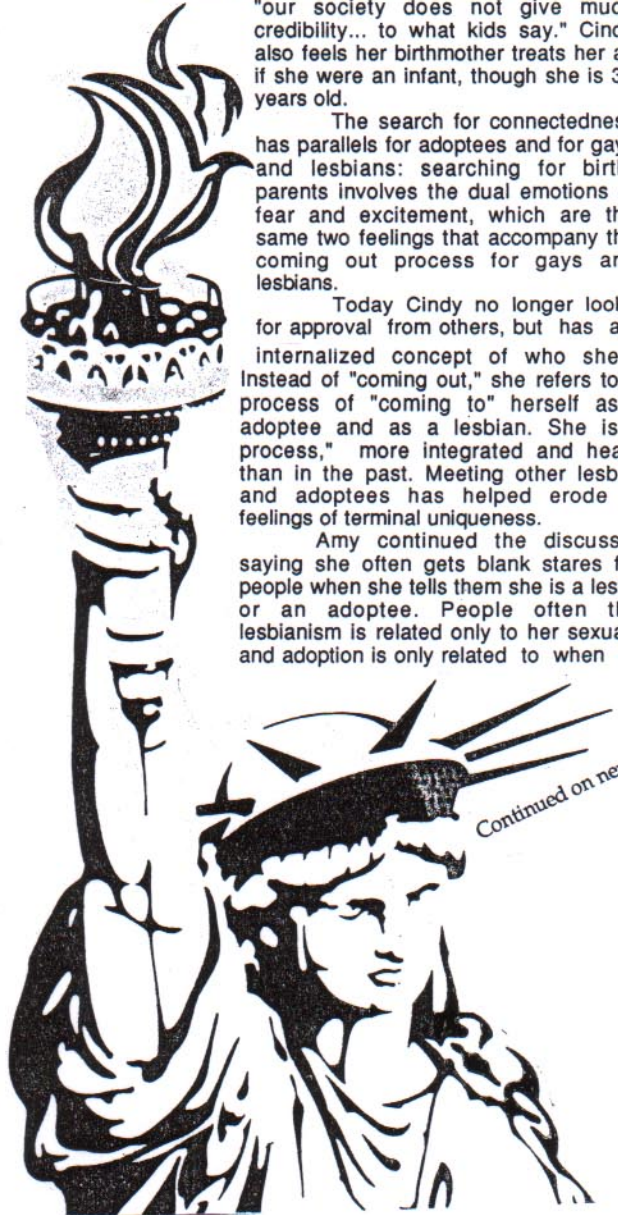 "our society does not give muc
credibility... to what kids say." Cind
also feels her birthmother treats her a
if she were an infant, though she is 3
years old.
The search for connectednes
has parallels for adoptees and for gay
and lesbians: searching for birth
parents involves the dual emotions
fear and excitement, which are th
same two feelings that accompany th
coming out process for gays an
lesbians.
Today Cindy no longer look
for approval from others, but has a
internalized concept of who she
Instead of "coming out," she refers to
process of "coming to" herself as
adoptee and as a lesbian. She is
process," more integrated and hea
than in the past. Meeting other lesb
and adoptees has helped erode
feelings of terminal uniqueness.
Amy continued the discuss
saying she often gets blank stares f
people when she tells them she is a les
or an adoptee. People often th
lesbianism is related only to her sexua
and adoption is only related to when
Continued on ne